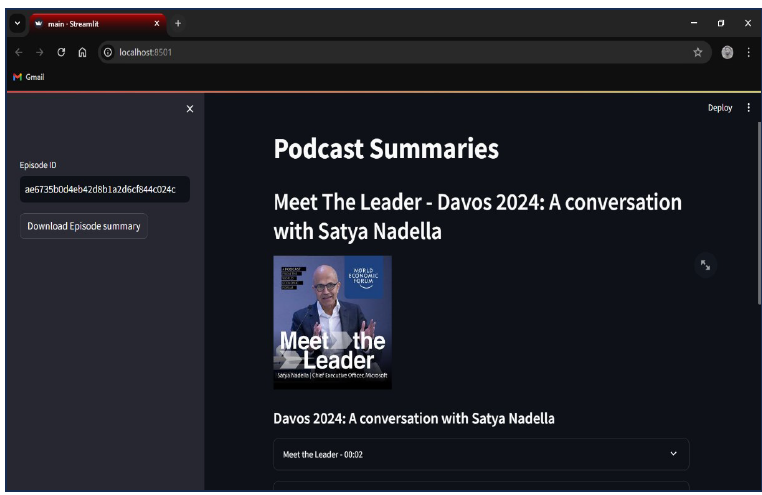 main - Streamlit
localhost:8501
Gmail
Deploy
Episode ID
ae6735b0d4eb42d8b1a2d6cf844c024c
Download Episode summary
Podcast Summaries
Meet The Leader - Davos 2024: A conversation
with Satya Nadella
A PODCAST
WORLD
ECONOMIC
FORUM
Meet the
Leader
Satya Nadella | Chief Executive Officer, Microsoft
Davos 2024: A conversation with Satya Nadella
Meet the Leader - 00:02